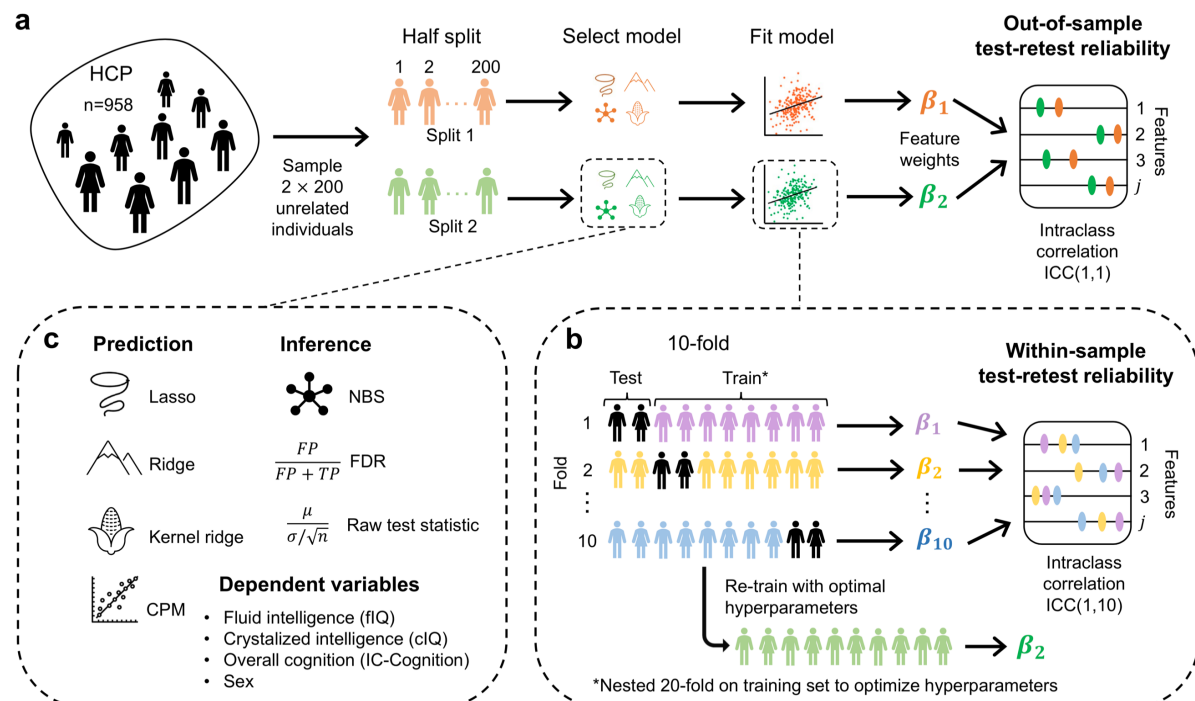 a
HCP
n=958
Sample
2 × 200
unrelated
individuals
Half split
1 2 200
Split 1
Split 2
Select model
Fit model
β1
Feature
weights
β2
Out-of-sample
test-retest reliability
1
2
3
j
Features
Intraclass
correlation
ICC(1,1)
c
Prediction
Lasso
Ridge
Kernel ridge
CPM
Inference
NBS
FP
FP + TP
FDR
μ
σ/√n
Raw test statistic
Dependent variables
• Fluid intelligence (fIQ)
• Crystalized intelligence (cIQ)
• Overall cognition (IC-Cognition)
• Sex
b
10-fold
Test Train*
Fold
1
2
10
β1
β2
β10
Within-sample
test-retest reliability
1
2
3
j
Features
Intraclass
correlation
ICC(1,10)
Re-train with optimal
hyperparameters
β2
*Nested 20-fold on training set to optimize hyperparameters